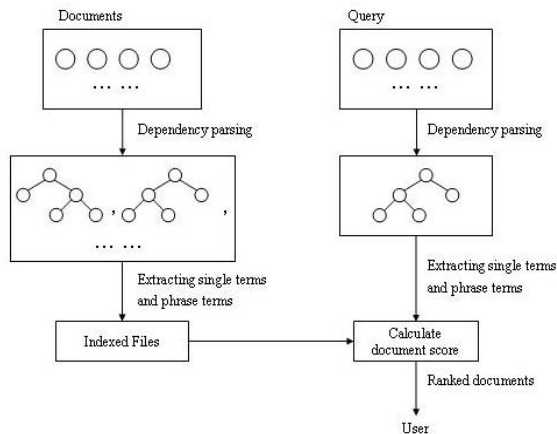 Documents
Query
... ...
... ...
Dependency parsing
Dependency parsing
, ,
... ...
Extracting single terms
and phrase terms
Extracting single terms
and phrase terms
Indexed Files
Calculate
document score
Ranked documents
User